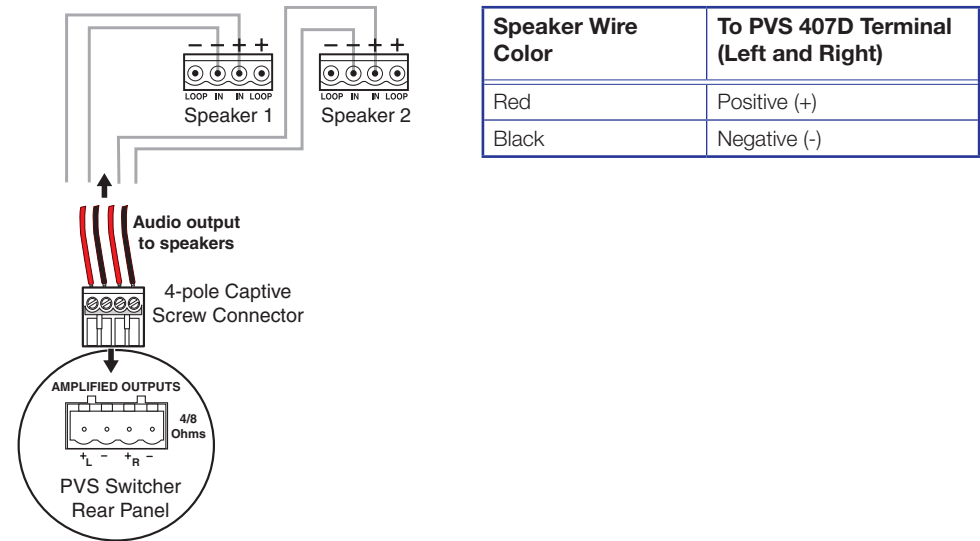 − − + +
LOOP IN IN LOOP
Speaker 1
− − + +
LOOP IN IN LOOP
Speaker 2
Audio output
to speakers
4-pole Captive
Screw Connector
AMPLIFIED OUTPUTS
4/8
Ohms
+ L − + R −
PVS Switcher
Rear Panel
Speaker Wire
Color
To PVS 407D Terminal
(Left and Right)
Red
Positive (+)
Black
Negative (-)